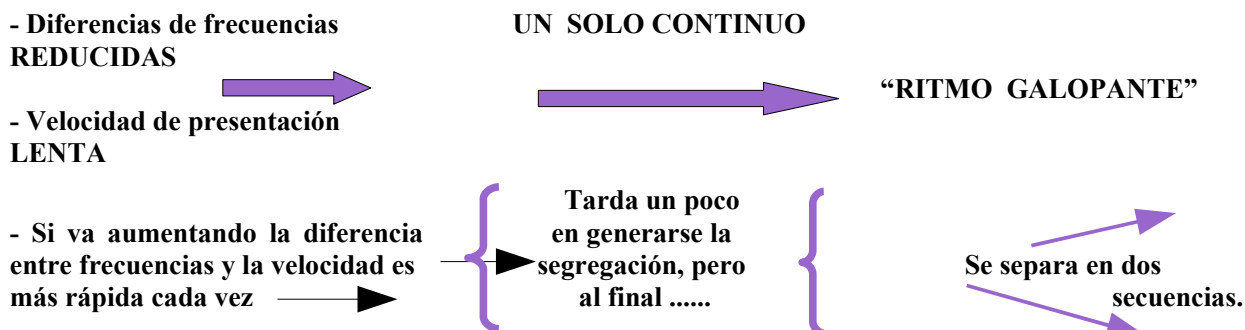 - Diferencias de frecuencias
REDUCIDAS
UN SOLO CONTINUO
“RITMO GALOPANTE”
- Velocidad de presentación
LENTA
- Si va aumentando la diferencia
entre frecuencias y la velocidad es
más rápida cada vez
Tarda un poco
en generarse la
segregación, pero
al final ......
Se separa en dos
secuencias.